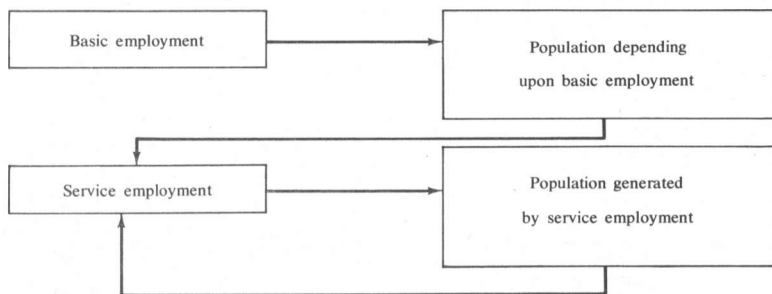 Basic employment
Population depending
upon basic employment
Service employment
Population generated
by service employment